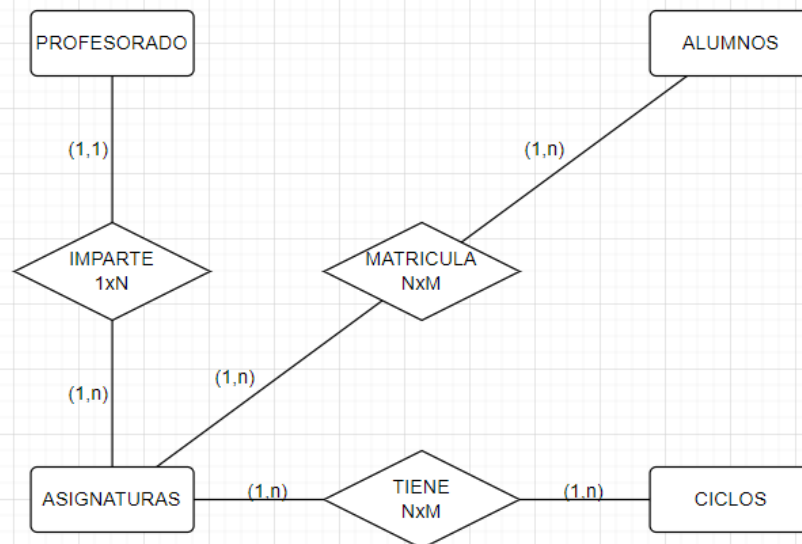 PROFESORADO
ALUMNOS
(1,1)
(1,n)
IMPARTE
1xN
MATRICULA
NxM
(1,n)
(1,n)
ASIGNATURAS
(1,n)
TIENE
NxM
(1,n)
CICLOS